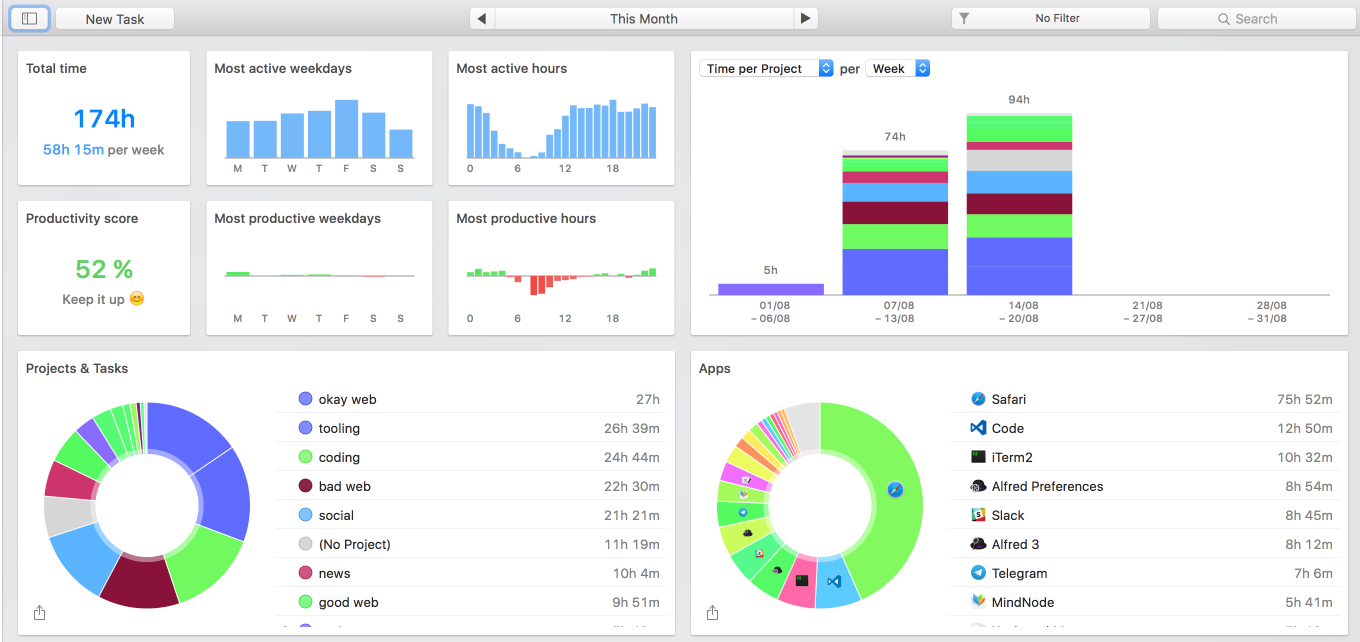 New Task
This Month
No Filter
Search
Total time
174h
58h 15m per week
Most active weekdays
M T W T F S S
Most active hours
0 6 12 18
Time per Project per Week
5h
74h
94h
01/08 – 06/08
07/08 – 13/08
14/08 – 20/08
21/08 – 27/08
28/08 – 31/08
Productivity score
52 %
Keep it up 😊
Most productive weekdays
M T W T F S S
Most productive hours
0 6 12 18
Projects & Tasks
okay web 27h
tooling 26h 39m
coding 24h 44m
bad web 22h 30m
social 21h 21m
(No Project) 11h 19m
news 10h 4m
good web 9h 51m
Apps
Safari 75h 52m
Code 12h 50m
iTerm2 10h 32m
Alfred Preferences 8h 54m
Slack 8h 45m
Alfred 3 8h 12m
Telegram 7h 6m
MindNode 5h 41m